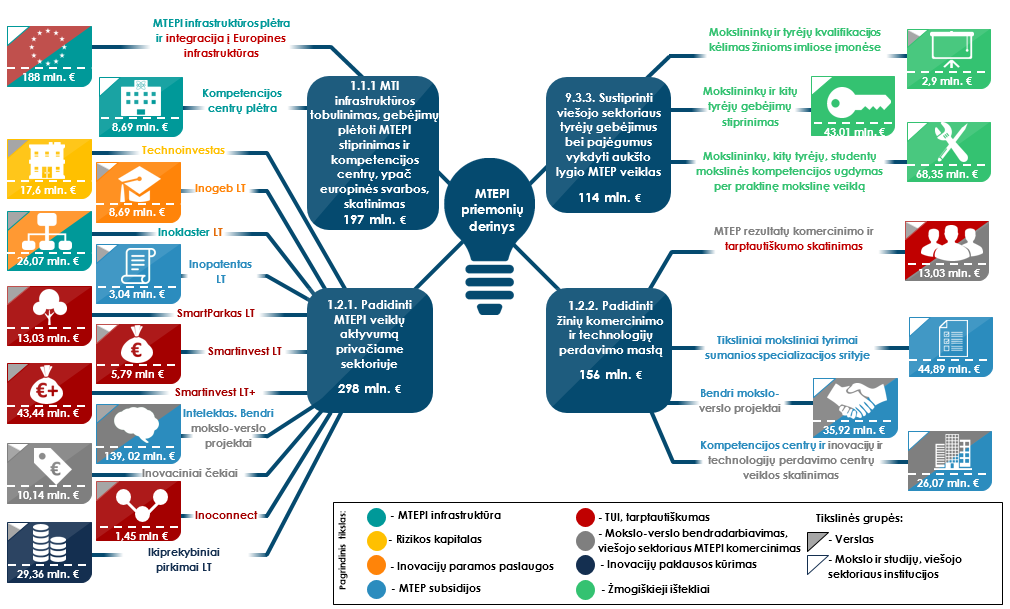 MTEPI infrastruktūros plėtra
ir integracija į Europines
infrastruktūras
188 mln. €
Kompetencijos
centrų plėtra
8,69 mln. €
1.1.1 MTI
infrastruktūros
tobulinimas, gebėjimų
plėtoti MTEPI
stiprinimas ir
kompetencijos
centrų, ypač
europinės svarbos,
skatinimas
197 mln. €
Technoinvestas
17,6 mln. €
Inogeb LT
8,69 mln. €
Inoklaster LT
26,07 mln. €
Inopatentas
LT
3,04 mln. €
SmartParkas LT
13,03 mln. €
Smartinvest LT
5,79 mln. €
Smartinvest LT+
43,44 mln. €
Intelektas. Bendri
mokslo-verslo
projektai
139, 02 mln. €
Inovaciniai čekiai
10,14 mln. €
Inoconnect
1,45 mln. €
Ikiprekybiniai
pirkimai LT
29,36 mln. €
1.2.1. Padidinti
MTEPI veiklų
aktyvumą
privačiame
sektoriuje
298 mln. €
MTEPI
priemonių
derinys
9.3.3. Sustiprinti
viešojo sektoriaus
tyrėjų gebėjimus
bei pajėgumus
vykdyti aukšto
lygio MTEP veiklas
114 mln. €
Mokslininkų ir tyrėjų kvalifikacijos
kėlimas žinioms imliose įmonėse
2,9 mln. €
Mokslininkų ir kitų
tyrėjų gebėjimų
stiprinimas
43,01 mln. €
Mokslininkų, kitų tyrėjų, studentų
mokslinės kompetencijos ugdymas
per praktinę mokslinę veiklą
68,35 mln. €
1.2.2. Padidinti
žinių komercinimo
ir technologijų
perdavimo mastą
156 mln. €
MTEP rezultatų komercinimo ir
tarptautiškumo skatinimas
13,03 mln. €
Tiksliniai moksliniai tyrimai
sumanios specializacijos srityje
44,89 mln. €
Bendri mokslo-
verslo projektai
35,92 mln. €
Kompetencijos centrų ir inovacijų ir
technologijų perdavimo centrų
veiklos skatinimas
26,07 mln. €
Pagrindinis tikslas:
- MTEPI infrastruktūra
- Rizikos kapitalas
- Inovacijų paramos paslaugos
- MTEP subsidijos
- TUI, tarptautiškumas
- Mokslo-verslo bendradarbiavimas,
viešojo sektoriaus MTEPI komercinimas
- Inovacijų paklausos kūrimas
- Žmogiškieji ištekliai
Tikslinės grupės:
- Verslas
- Mokslo ir studijų, viešojo
sektoriaus institucijos